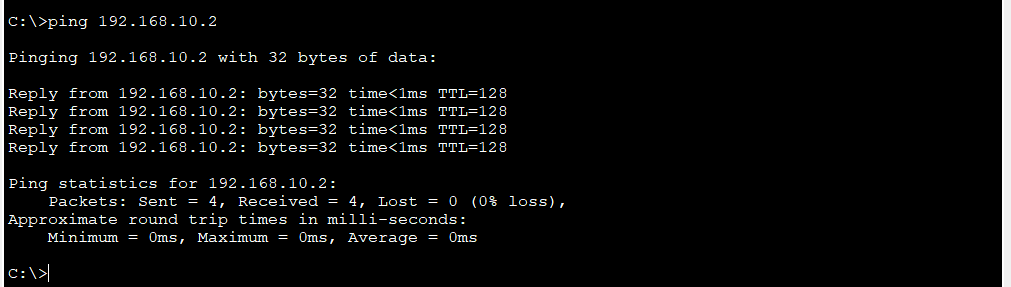 C:\>ping 192.168.10.2
Pinging 192.168.10.2 with 32 bytes of data:
Reply from 192.168.10.2: bytes=32 time<1ms TTL=128
Reply from 192.168.10.2: bytes=32 time<1ms TTL=128
Reply from 192.168.10.2: bytes=32 time<1ms TTL=128
Reply from 192.168.10.2: bytes=32 time<1ms TTL=128
Ping statistics for 192.168.10.2:
    Packets: Sent = 4, Received = 4, Lost = 0 (0% loss),
Approximate round trip times in milli-seconds:
    Minimum = 0ms, Maximum = 0ms, Average = 0ms
C:\>